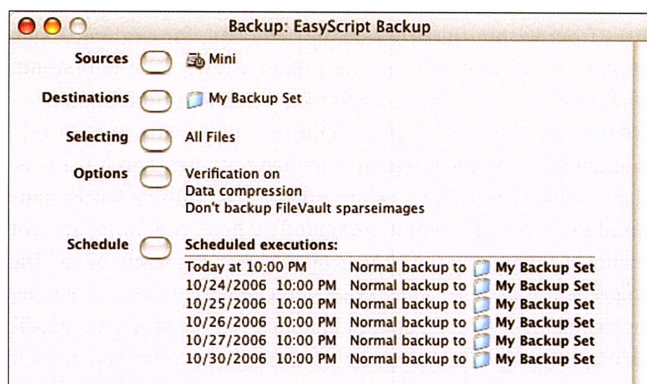 Backup: EasyScript Backup
Sources Mini
Destinations My Backup Set
Selecting All Files
Options Verification on
Data compression
Don't backup FileVault sparseimages
Schedule Scheduled executions:
Today at 10:00 PM Normal backup to My Backup Set
10/24/2006 10:00 PM Normal backup to My Backup Set
10/25/2006 10:00 PM Normal backup to My Backup Set
10/26/2006 10:00 PM Normal backup to My Backup Set
10/27/2006 10:00 PM Normal backup to My Backup Set
10/30/2006 10:00 PM Normal backup to My Backup Set